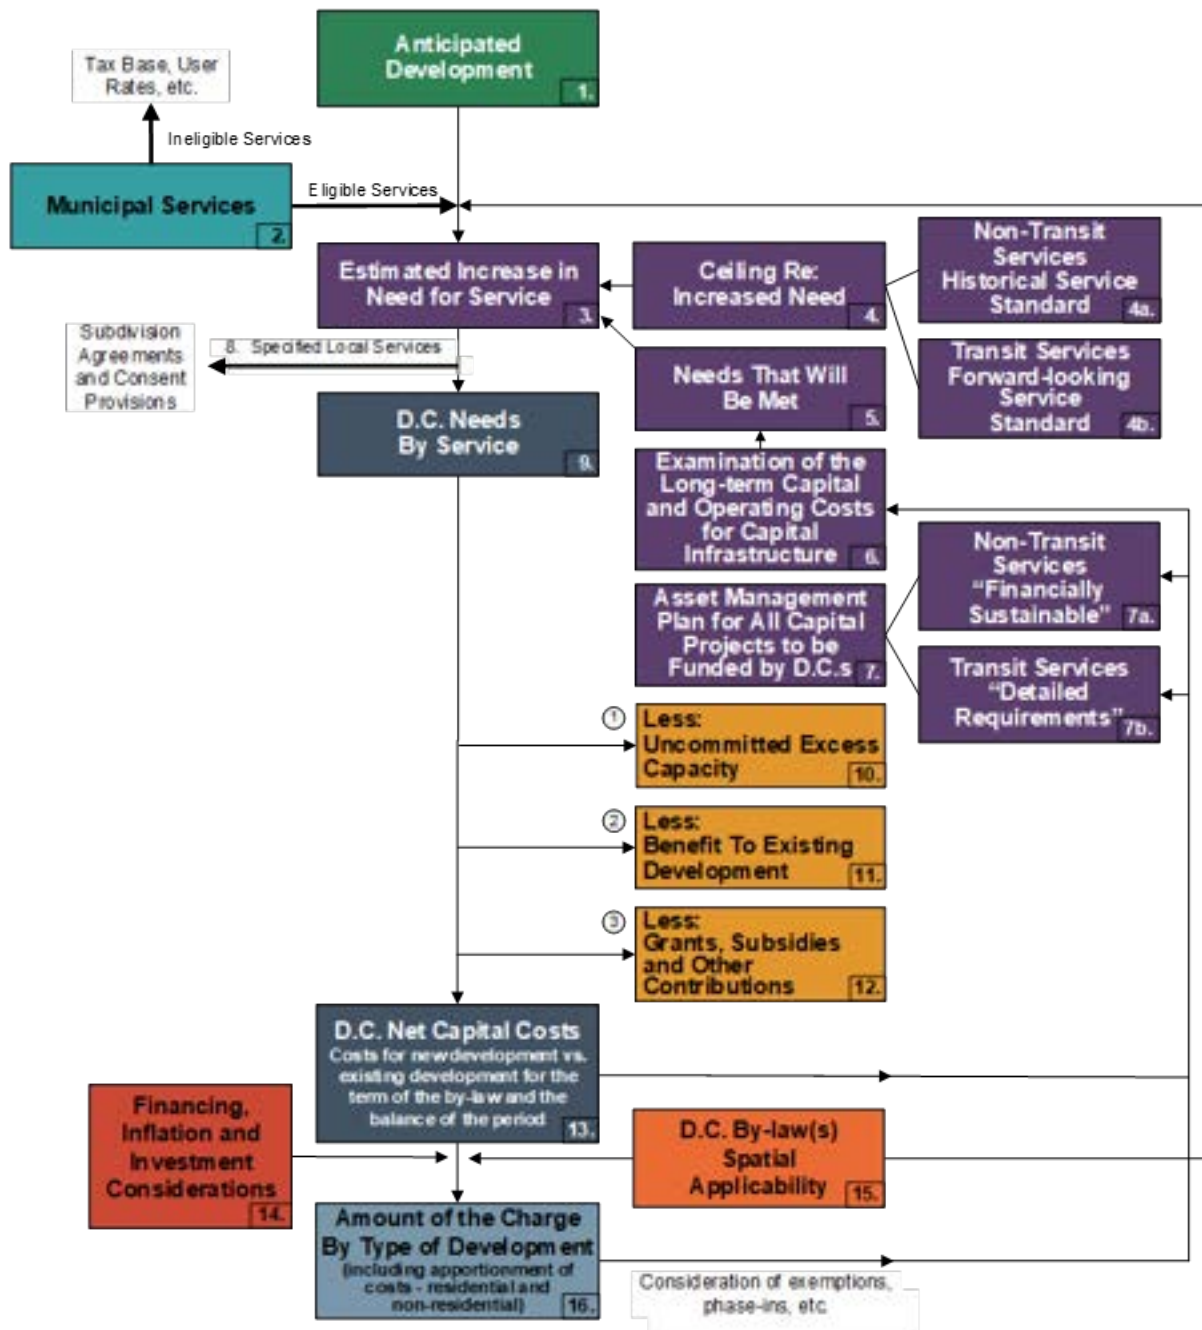 Anticipated
Development
1.
Tax Base, User
Rates, etc.
Ineligible Services
Municipal Services
2.
Eligible Services
Estimated Increase in
Need for Service
3.
Ceiling Re:
Increased Need
4.
Non-Transit
Services
Historical Service
Standard
4a.
Transit Services
Forward-looking
Service
Standard
4b.
Subdivision
Agreements
and Consent
Provisions
8. Specified Local Services
Needs That Will
Be Met
5.
D.C. Needs
By Service
9.
Examination of the
Long-term Capital
and Operating Costs
for Capital
Infrastructure
6.
Asset Management
Plan for All Capital
Projects to be
Funded by D.C.s
7.
Non-Transit
Services
“Financially
Sustainable”
7a.
Transit Services
“Detailed
Requirements”
7b.
1
Less:
Uncommitted Excess
Capacity
10.
2
Less:
Benefit To Existing
Development
11.
3
Less:
Grants, Subsidies
and Other
Contributions
12.
D.C. Net Capital Costs
Costs for new development vs.
existing development for the
term of the by-law and the
balance of the period
13.
Financing,
Inflation and
Investment
Considerations
14.
D.C. By-law(s)
Spatial
Applicability
15.
Amount of the Charge
By Type of Development
(including apportionment of
costs - residential and
non-residential)
16.
Consideration of exemptions,
phase-ins, etc